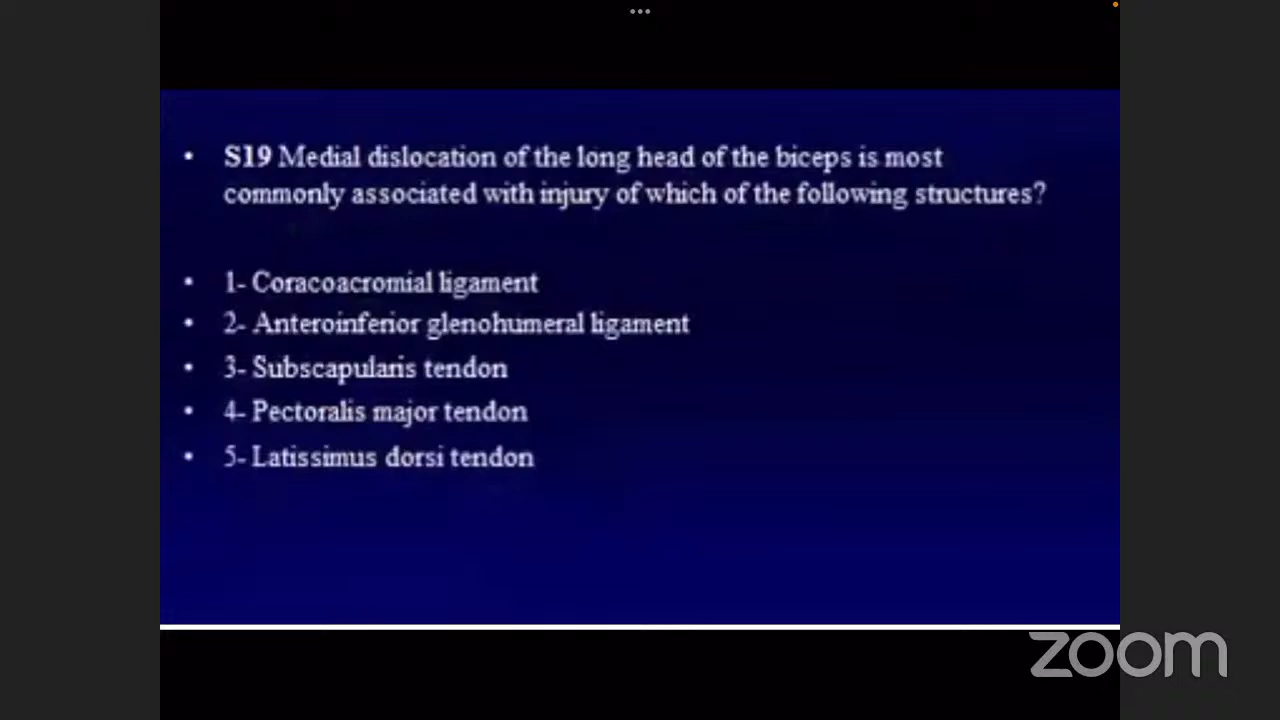 • S19 Medial dislocation of the long head of the biceps is most
commonly associated with injury of which of the following structures?
• 1- Coracoacromial ligament
• 2- Anteroinferior glenohumeral ligament
• 3- Subscapularis tendon
• 4- Pectoralis major tendon
• 5- Latissimus dorsi tendon
zoom